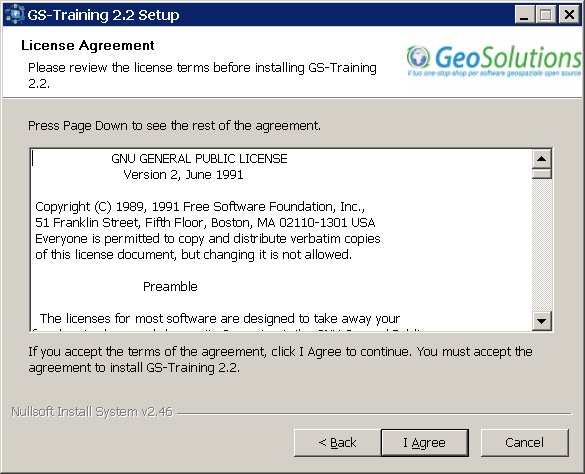 GS-Training 2.2 Setup
License Agreement
Please review the license terms before installing GS-Training
2.2.
GeoSolutions
il tuo one-stop-shop per software geospaziale open source
Press Page Down to see the rest of the agreement.
GNU GENERAL PUBLIC LICENSE
Version 2, June 1991
Copyright (C) 1989, 1991 Free Software Foundation, Inc.,
51 Franklin Street, Fifth Floor, Boston, MA 02110-1301 USA
Everyone is permitted to copy and distribute verbatim copies
of this license document, but changing it is not allowed.
Preamble
The licenses for most software are designed to take away your
If you accept the terms of the agreement, click I Agree to continue. You must accept the
agreement to install GS-Training 2.2.
Nullsoft Install System v2.46
< Back
I Agree
Cancel